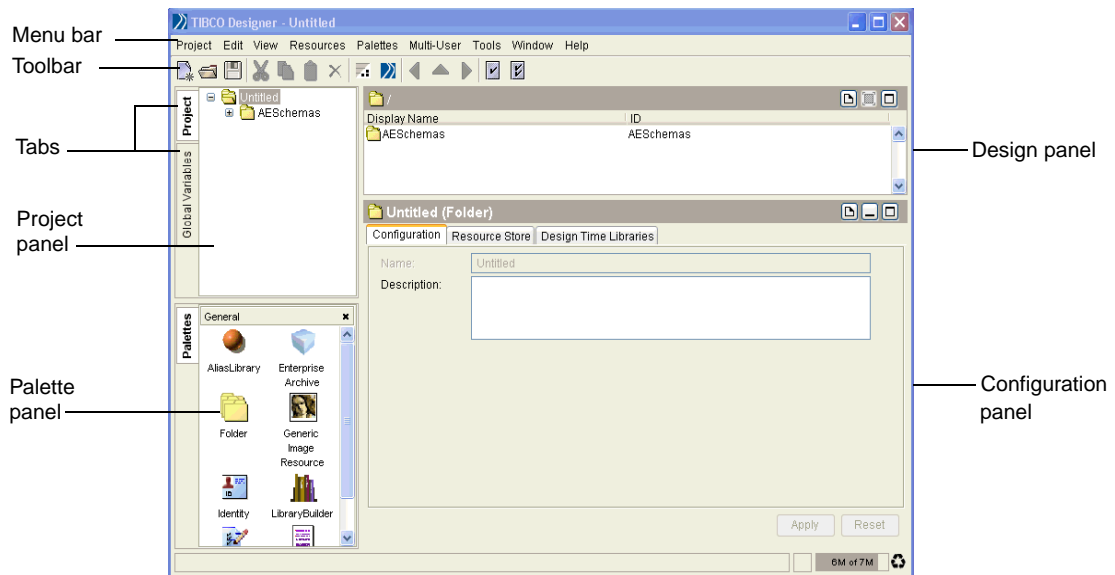 TIBCO Designer - Untitled
Menu bar
Project Edit View Resources Palettes Multi-User Tools Window Help
Toolbar
Tabs
Project
Global Variables
Untitled
AESchemas
/
Display Name ID
AESchemas AESchemas
Design panel
Project
panel
Untitled (Folder)
Configuration Resource Store Design Time Libraries
Name: Untitled
Description:
Palettes
General
AliasLibrary Enterprise
Archive
Palette
panel
Folder Generic
Image
Resource
Identity LibraryBuilder
Configuration
panel
Apply Reset
6M of 7M